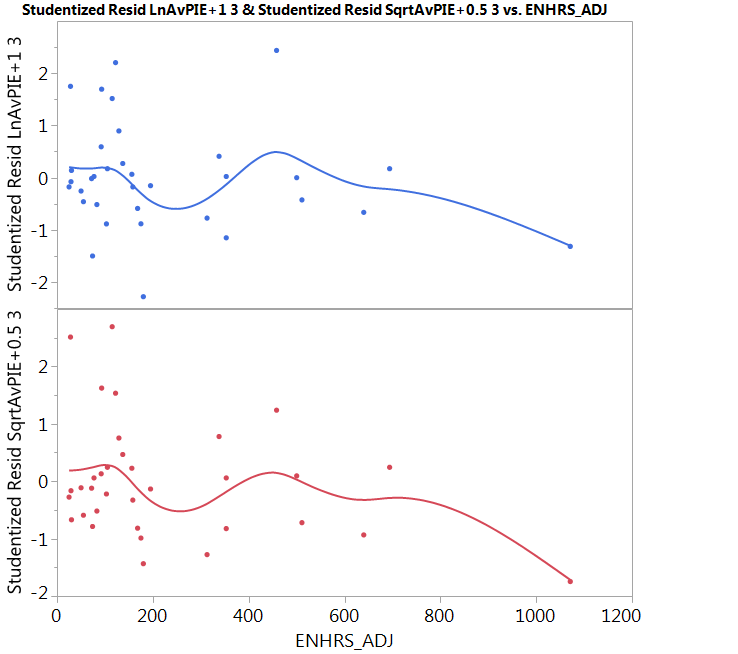 Studentized Resid LnAvPIE+1 3 & Studentized Resid SqrtAvPIE+0.5 3 vs. ENHRS_ADJ
Studentized Resid LnAvPIE+1 3
2
1
0
-1
-2
Studentized Resid SqrtAvPIE+0.5 3
2
1
0
-1
-2
0 200 400 600 800 1000 1200
ENHRS_ADJ